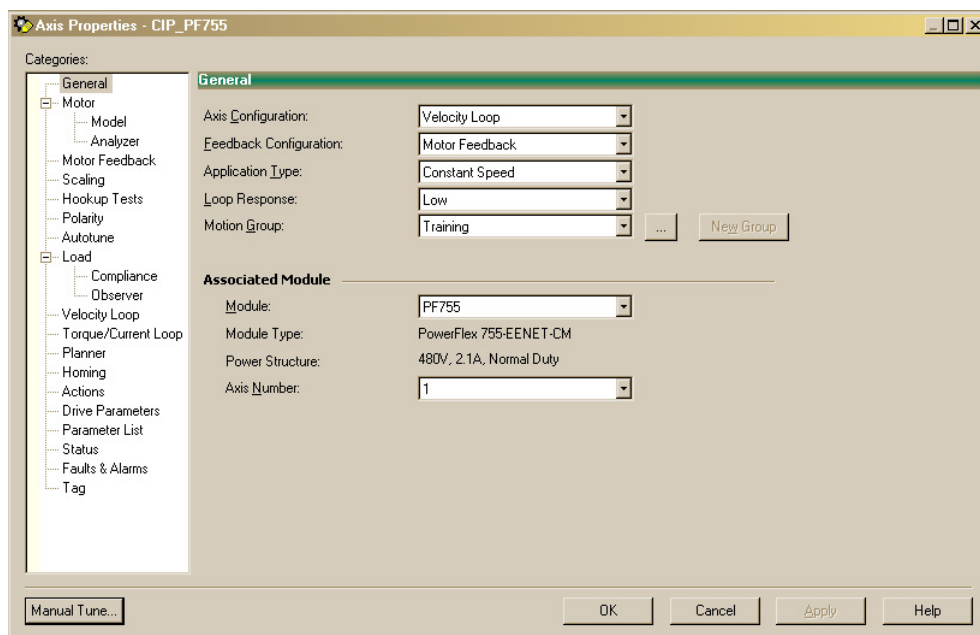 Axis Properties - CIP_PF755
Categories:
General
Motor
Model
Analyzer
Motor Feedback
Scaling
Hookup Tests
Polarity
Autotune
Load
Compliance
Observer
Velocity Loop
Torque/Current Loop
Planner
Homing
Actions
Drive Parameters
Parameter List
Status
Faults & Alarms
Tag
General
Axis Configuration: Velocity Loop
Feedback Configuration: Motor Feedback
Application Type: Constant Speed
Loop Response: Low
Motion Group: Training ... New Group
Associated Module
Module: PF755
Module Type: PowerFlex 755-EENET-CM
Power Structure: 480V, 2.1A, Normal Duty
Axis Number: 1
Manual Tune... OK Cancel Apply Help